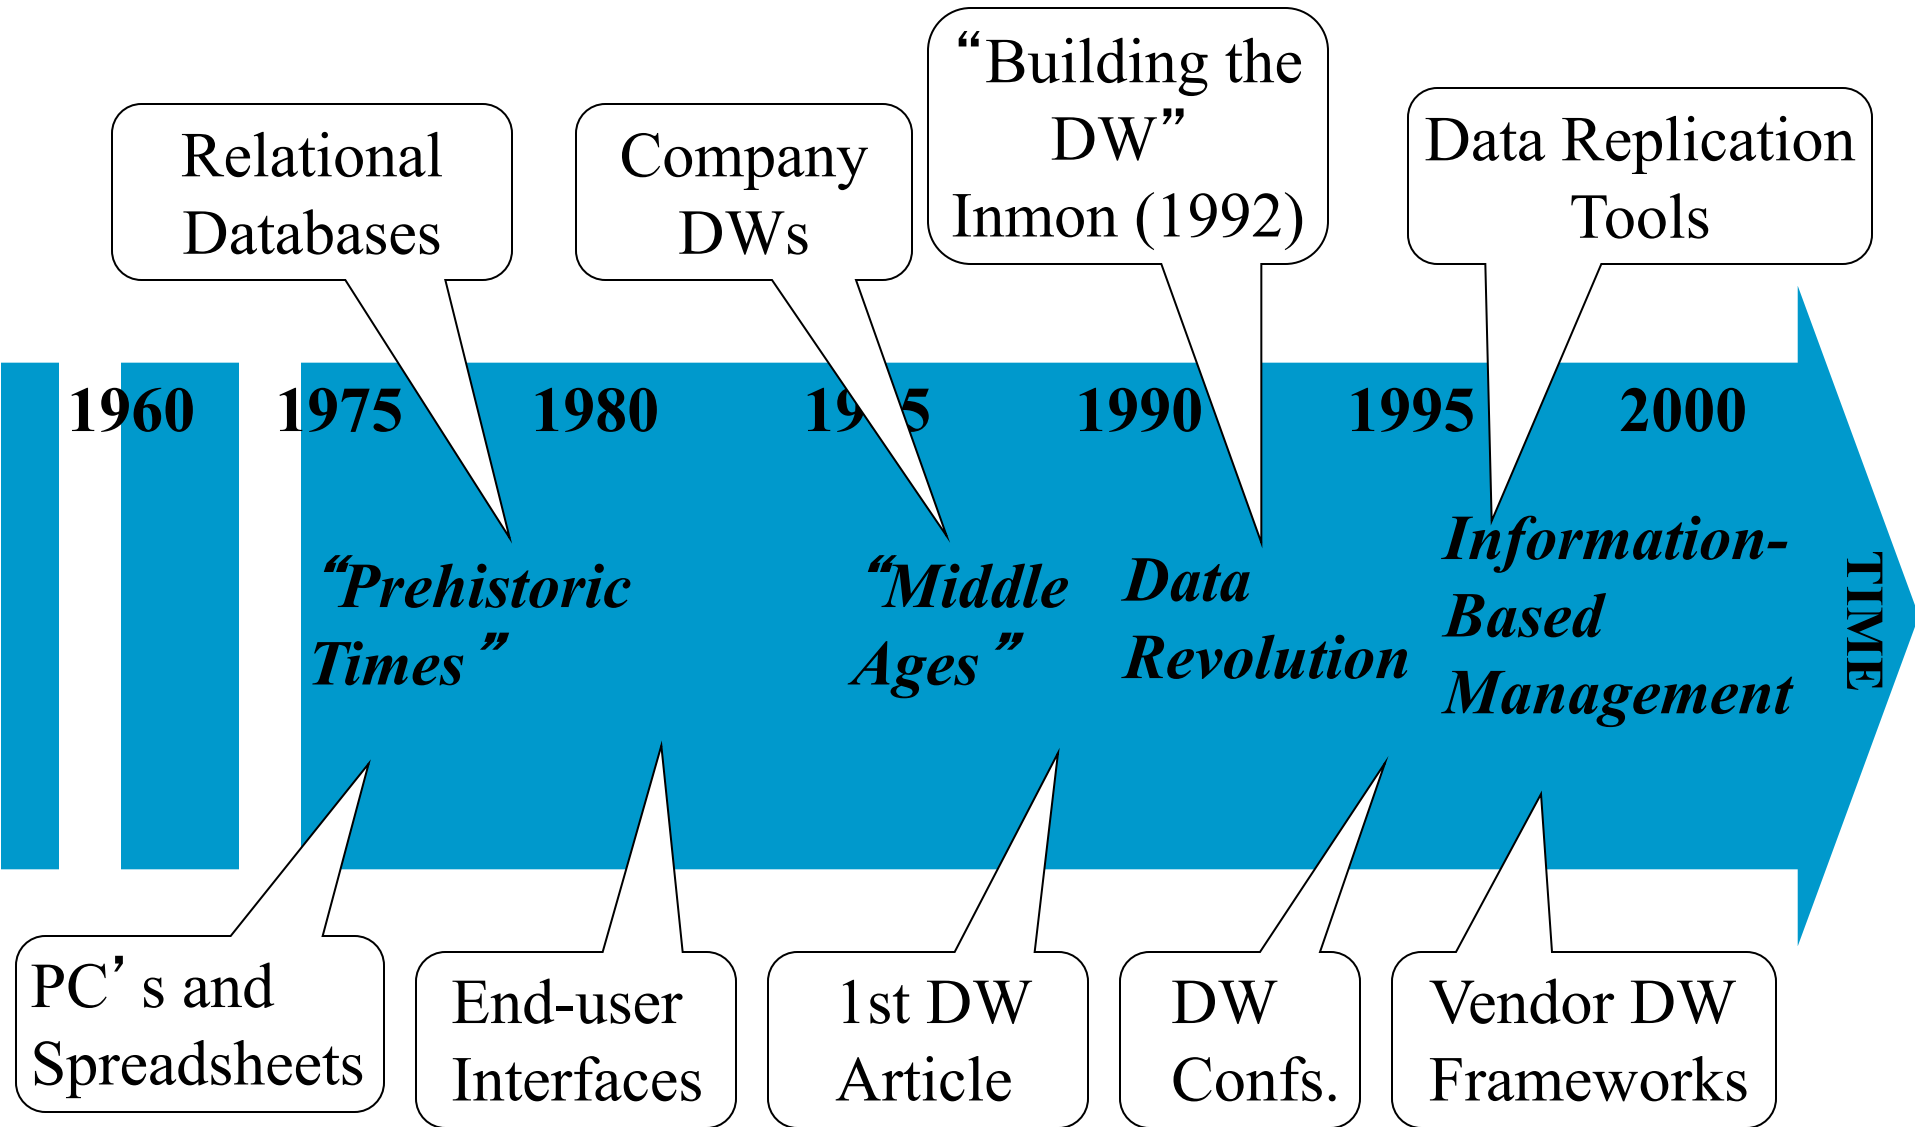 “Building the
DW”
Inmon (1992)
Relational
Databases
Company
DWs
Data Replication
Tools
1960
1975
1980
1990
1995
2000
“Prehistoric
Times”
“Middle
Ages”
Data
Revolution
Information-
Based
Management
TIME
PC’s and
Spreadsheets
End-user
Interfaces
1st DW
Article
DW
Confs.
Vendor DW
Frameworks